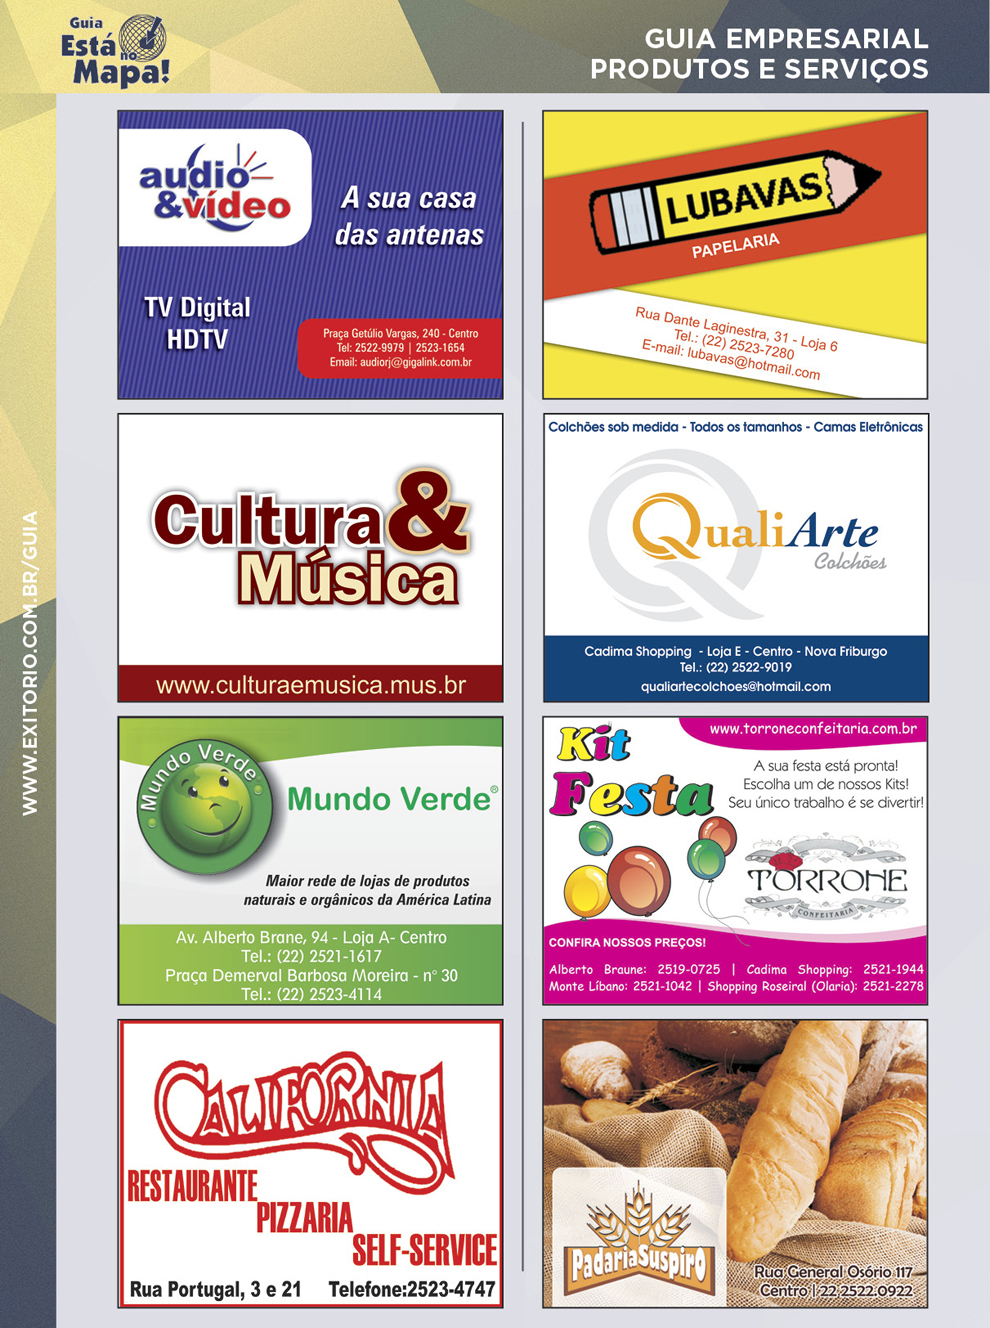 Guia
Está no
Mapa!
GUIA EMPRESARIAL
PRODUTOS E SERVIÇOS
WWW.EXITORIO.COM.BR/GUIA
audio
&vídeo
A sua casa
das antenas
TV Digital
HDTV
Praça Getúlio Vargas, 240 - Centro
Tel: 2522-9979 | 2523-1654
Email: audiorj@gigalink.com.br
LUBAVAS
PAPELARIA
Rua Dante Laginestra, 31 - Loja 6
Tel.: (22) 2523-7280
E-mail: lubavas@hotmail.com
Cultura&
Música
www.culturaemusica.mus.br
Colchões sob medida - Todos os tamanhos - Camas Eletrônicas
QualiArte
Colchões
Cadima Shopping - Loja E - Centro - Nova Friburgo
Tel.: (22) 2522-9019
qualiartecolchoes@hotmail.com
Mundo Verde
Mundo Verde®
Maior rede de lojas de produtos
naturais e orgânicos da América Latina
Av. Alberto Brane, 94 - Loja A- Centro
Tel.: (22) 2521-1617
Praça Demerval Barbosa Moreira - n° 30
Tel.: (22) 2523-4114
www.torroneconfeitaria.com.br
Kit
Festa
A sua festa está pronta!
Escolha um de nossos Kits!
Seu único trabalho é se divertir!
TORRONE
CONFEITARIA
CONFIRA NOSSOS PREÇOS!
Alberto Braune: 2519-0725 | Cadima Shopping: 2521-1944
Monte Líbano: 2521-1042 | Shopping Roseiral (Olaria): 2521-2278
CALIFORNIA
RESTAURANTE
PIZZARIA
SELF-SERVICE
Rua Portugal, 3 e 21 Telefone:2523-4747
Padaria Suspiro
Rua General Osório 117
Centro | 22 2522.0922